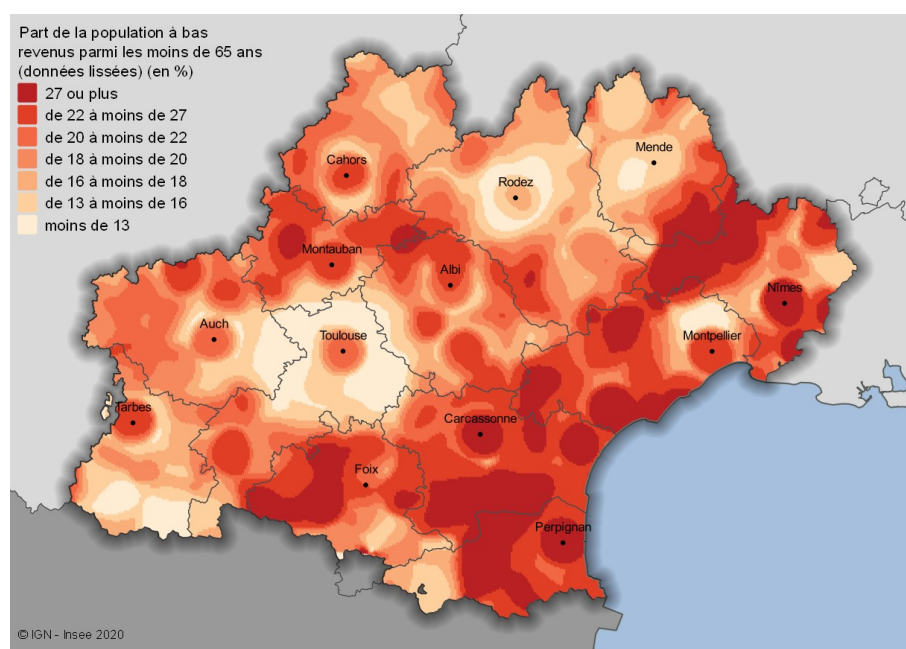 Part de la population à bas
revenus parmi les moins de 65 ans
(données lissées) (en %)
27 ou plus
de 22 à moins de 27
de 20 à moins de 22
de 18 à moins de 20
de 16 à moins de 18
de 13 à moins de 16
moins de 13
Cahors
Mende
Rodez
Montauban
Albi
Nîmes
Auch
Toulouse
Montpellier
Tarbes
Carcassonne
Foix
Perpignan
© IGN - Insee 2020